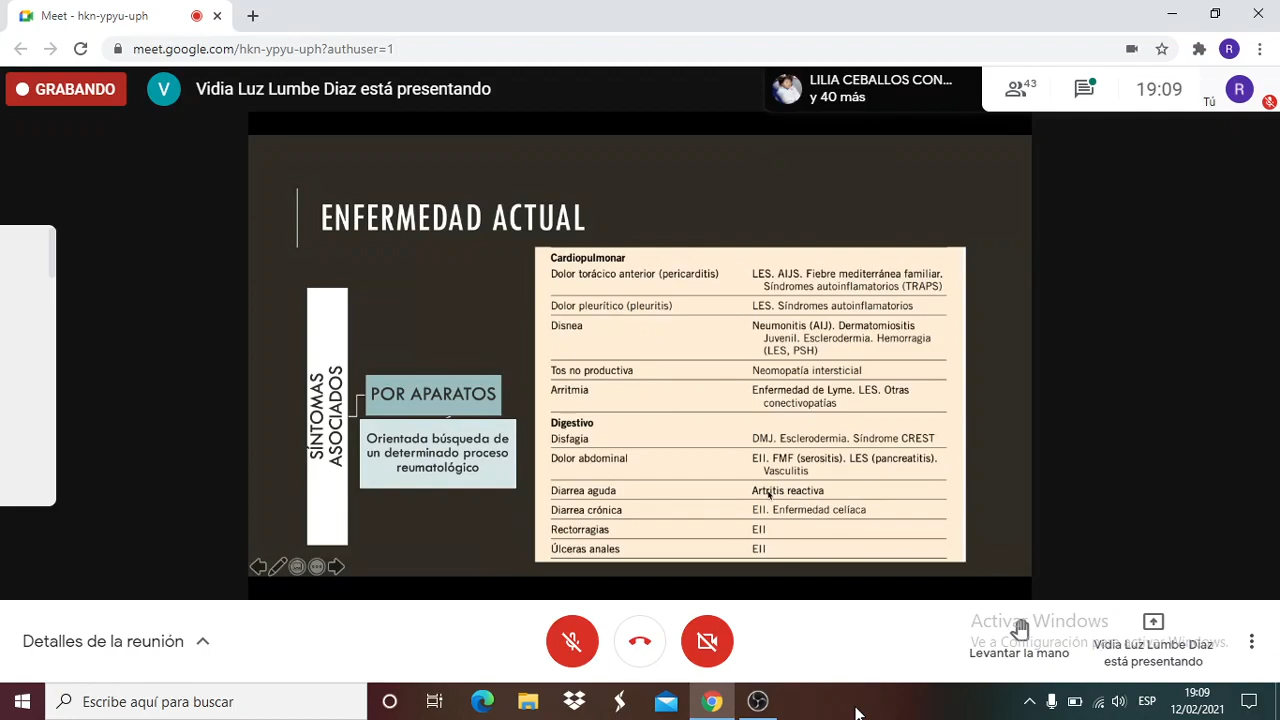 Meet - hkn-ypyu-uph
meet.google.com/hkn-ypyu-uph?authuser=1
R
GRABANDO
V
Vidia Luz Lumbe Diaz está presentando
LILIA CEBALLOS CON...
y 40 más
43
19:09
Tú
R
ENFERMEDAD ACTUAL
SÍNTOMAS
ASOCIADOS
POR APARATOS
Orientada búsqueda de
un determinado proceso
reumatológico
Cardiopulmonar
Dolor torácico anterior (pericarditis) LES. AIJS. Fiebre mediterránea familiar.
Síndromes autoinflamatorios (TRAPS)
Dolor pleurítico (pleuritis) LES. Síndromes autoinflamatorios
Disnea Neumonitis (AIJ). Dermatomiositis
Juvenil. Esclerodermia. Hemorragia
(LES, PSH)
Tos no productiva Neomopatía intersticial
Arritmia Enfermedad de Lyme. LES. Otras
conectivopatías
Digestivo
Disfagia DMJ. Esclerodermia. Síndrome CREST
Dolor abdominal EII. FMF (serositis). LES (pancreatitis).
Vasculitis
Diarrea aguda Artritis reactiva
Diarrea crónica EII. Enfermedad celíaca
Rectorragias EII
Úlceras anales EII
Detalles de la reunión
Activar Windows
Ve a Configuración para activar Windows.
Levantar la mano
Vidia Luz Lumbe Diaz
está presentando
Escribe aquí para buscar
ESP
19:09
12/02/2021